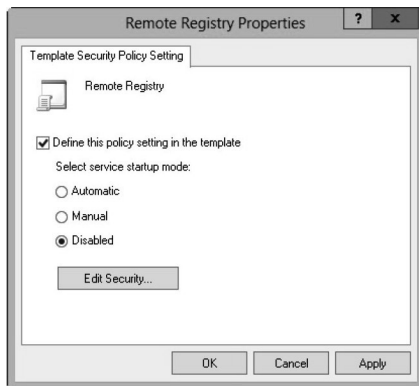 Remote Registry Properties
?
x
Template Security Policy Setting
Remote Registry
Define this policy setting in the template
Select service startup mode:
Automatic
Manual
Disabled
Edit Security...
OK
Cancel
Apply